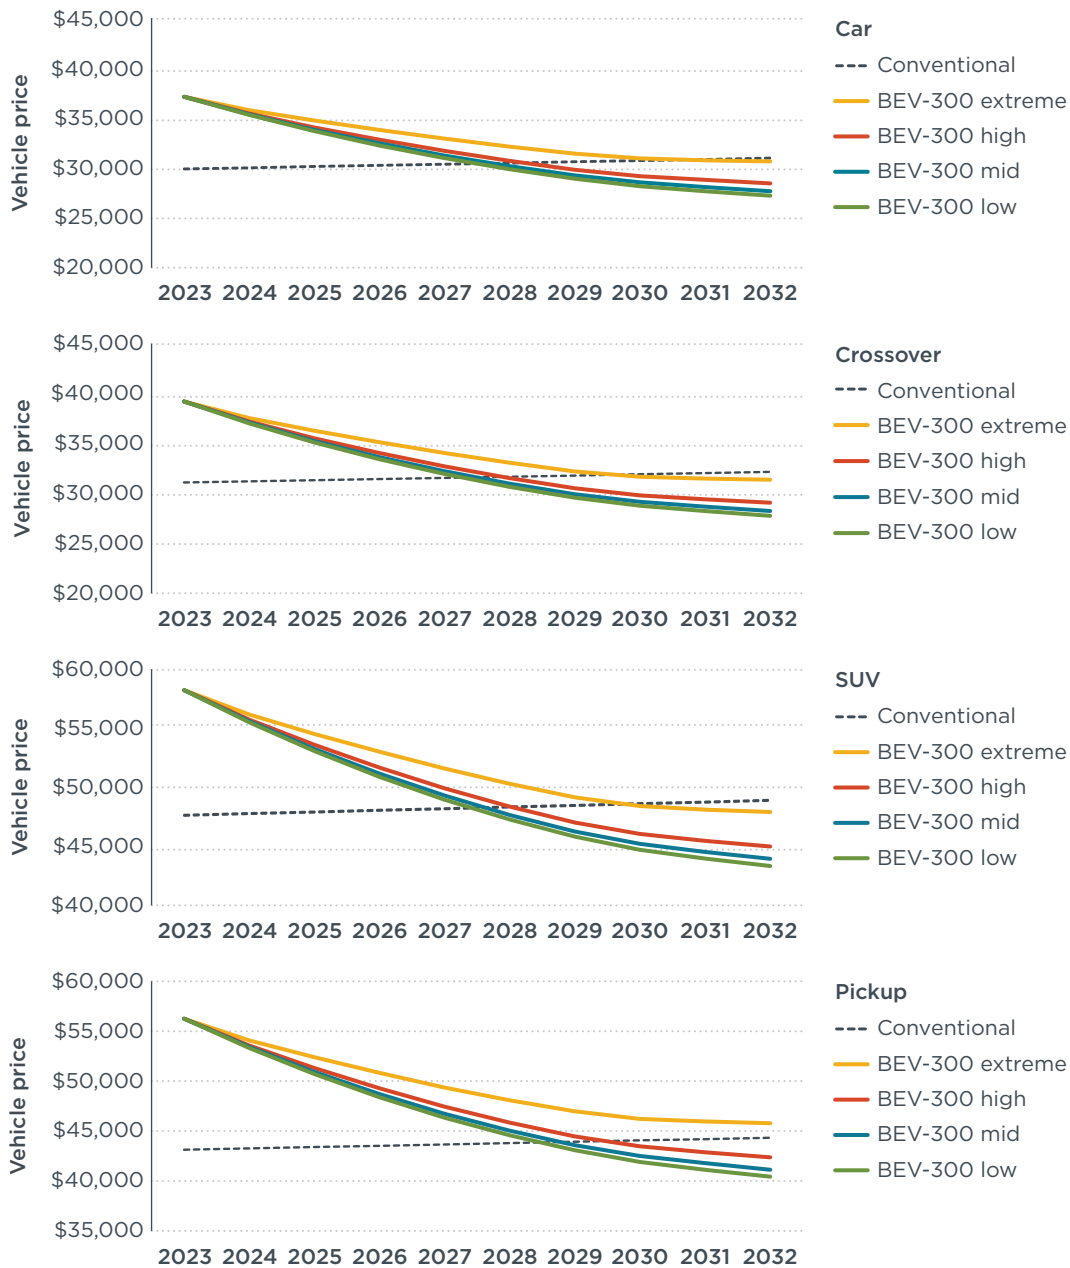 $45,000
$40,000
$35,000
$30,000
$25,000
$20,000
Vehicle price
2023 2024 2025 2026 2027 2028 2029 2030 2031 2032
Car
Conventional
BEV-300 extreme
BEV-300 high
BEV-300 mid
BEV-300 low
$45,000
$40,000
$35,000
$30,000
$25,000
$20,000
Vehicle price
2023 2024 2025 2026 2027 2028 2029 2030 2031 2032
Crossover
Conventional
BEV-300 extreme
BEV-300 high
BEV-300 mid
BEV-300 low
$60,000
$55,000
$50,000
$45,000
$40,000
Vehicle price
2023 2024 2025 2026 2027 2028 2029 2030 2031 2032
SUV
Conventional
BEV-300 extreme
BEV-300 high
BEV-300 mid
BEV-300 low
$60,000
$55,000
$50,000
$45,000
$40,000
$35,000
Vehicle price
2023 2024 2025 2026 2027 2028 2029 2030 2031 2032
Pickup
Conventional
BEV-300 extreme
BEV-300 high
BEV-300 mid
BEV-300 low